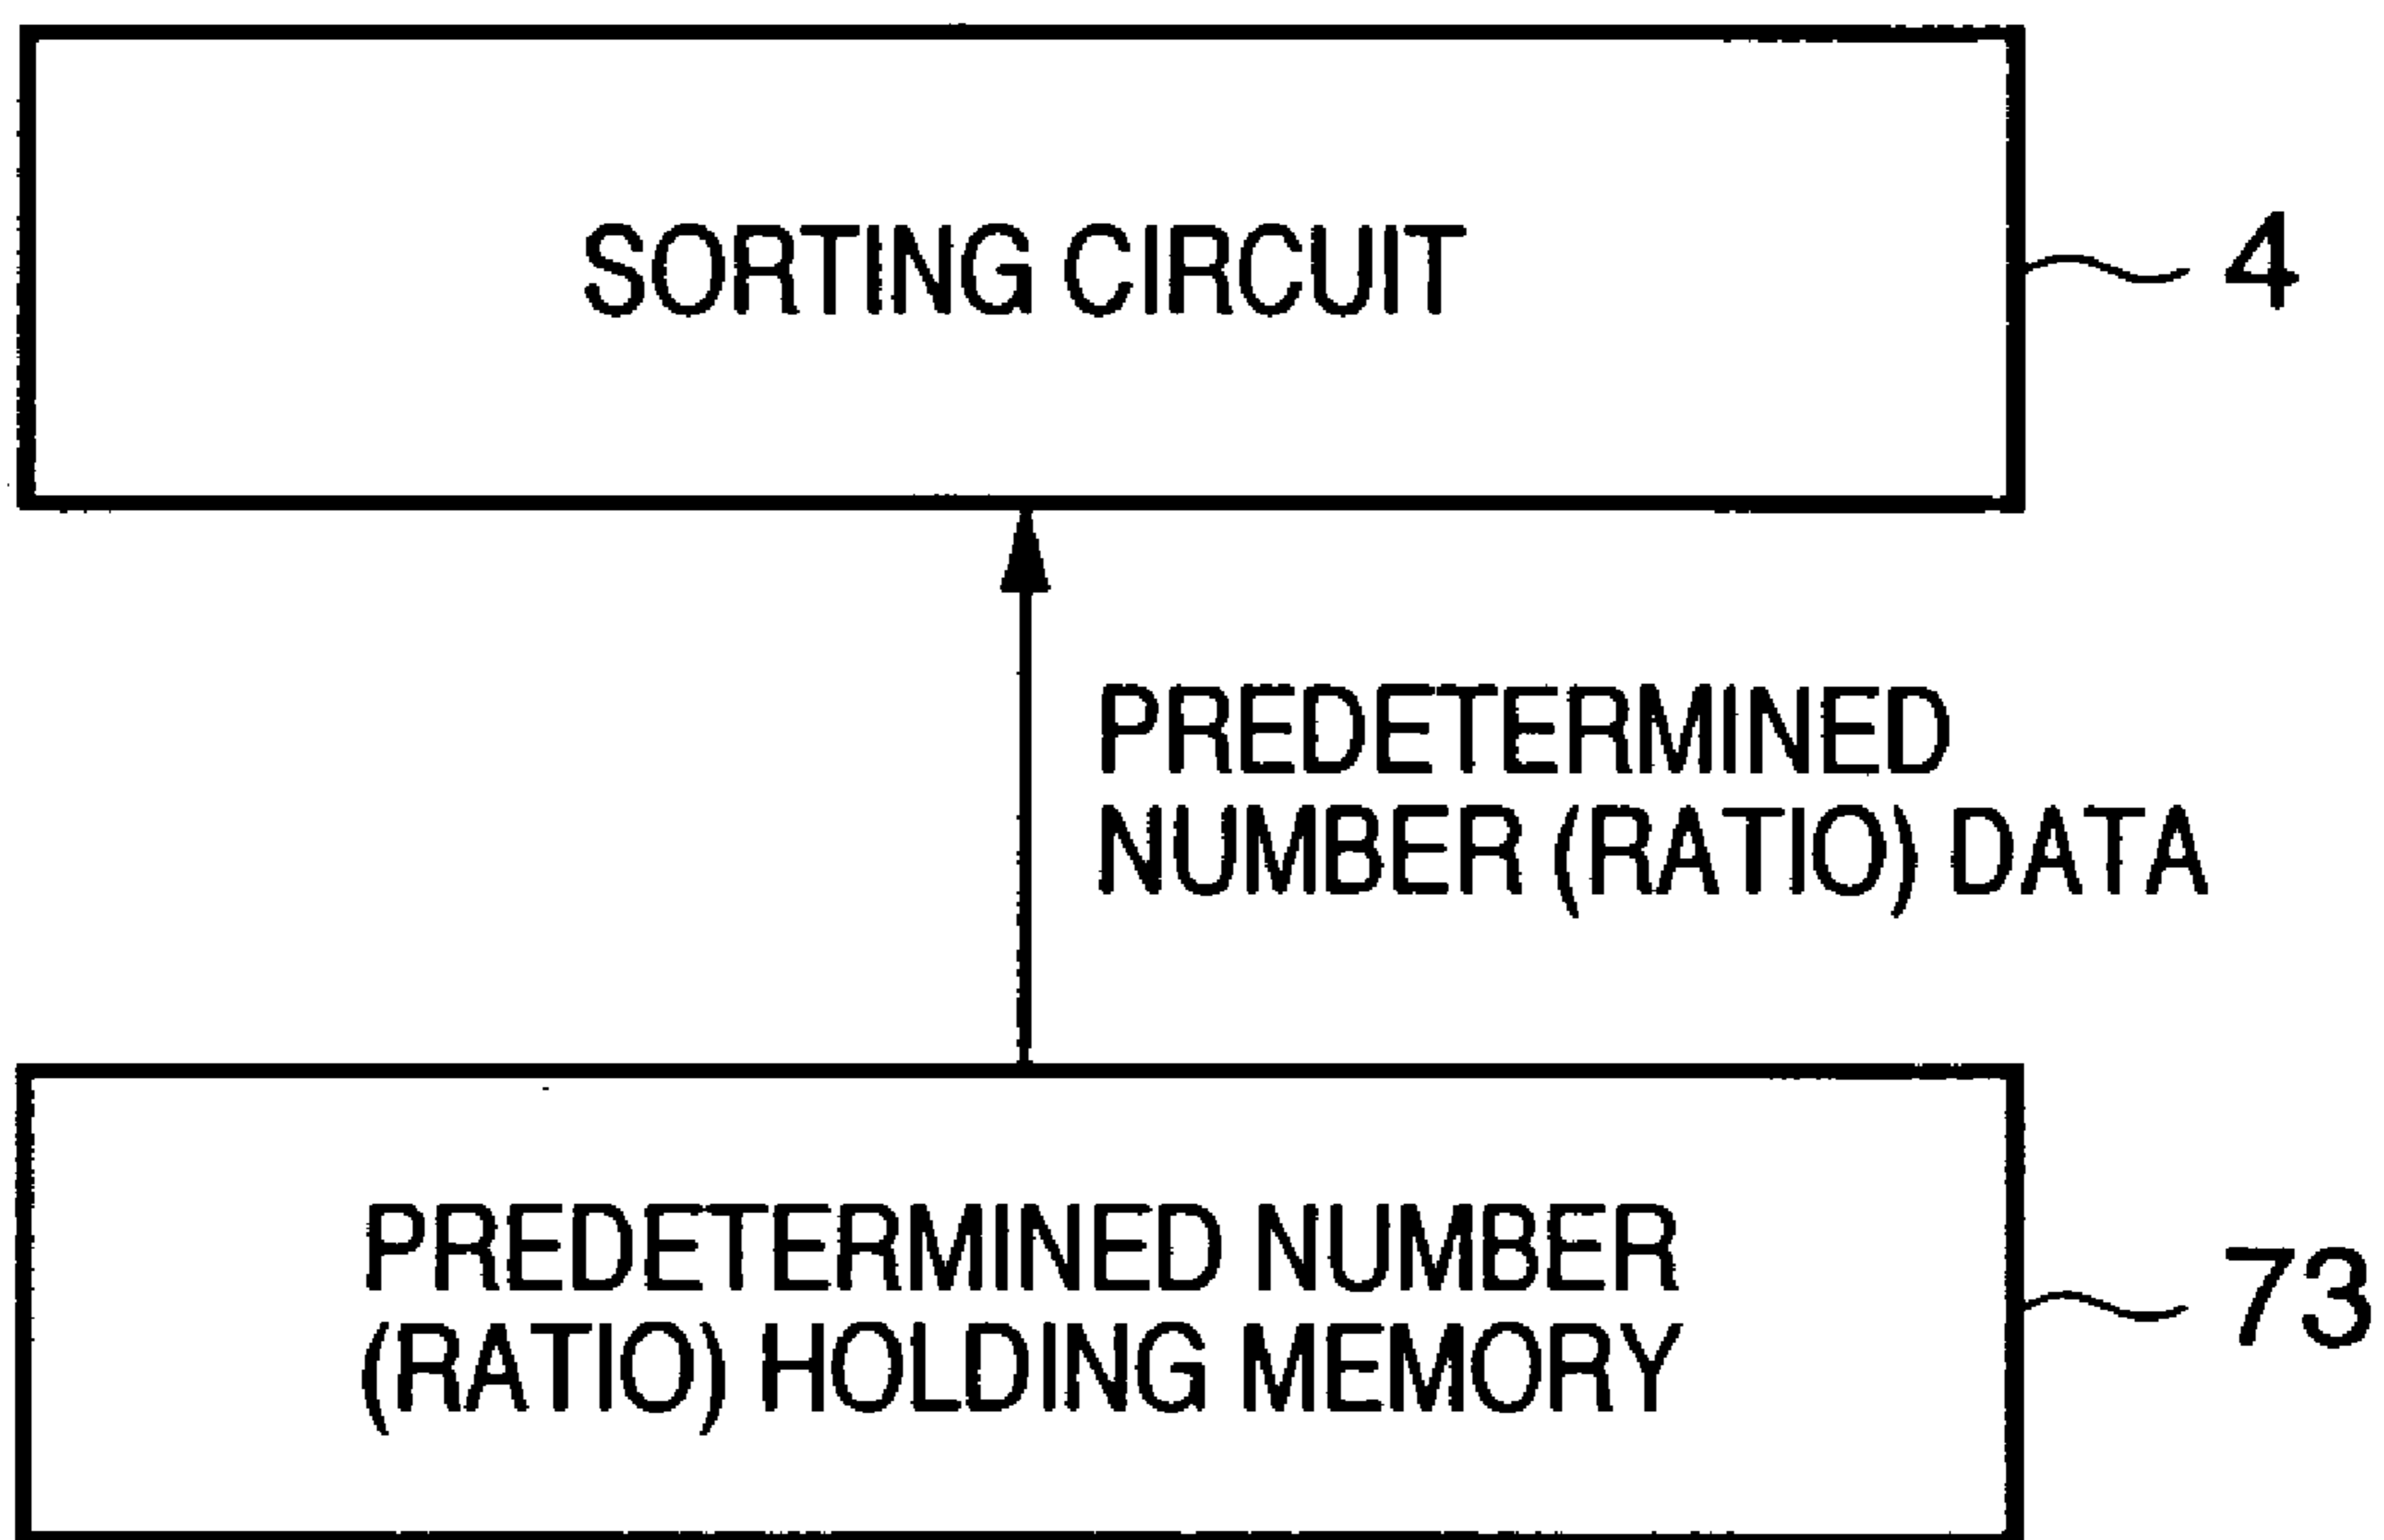 SORTING CIRCUIT
4
PREDETERMINED
NUMBER (RATIO) DATA
PREDETERMINED NUMBER
(RATIO) HOLDING MEMORY
73